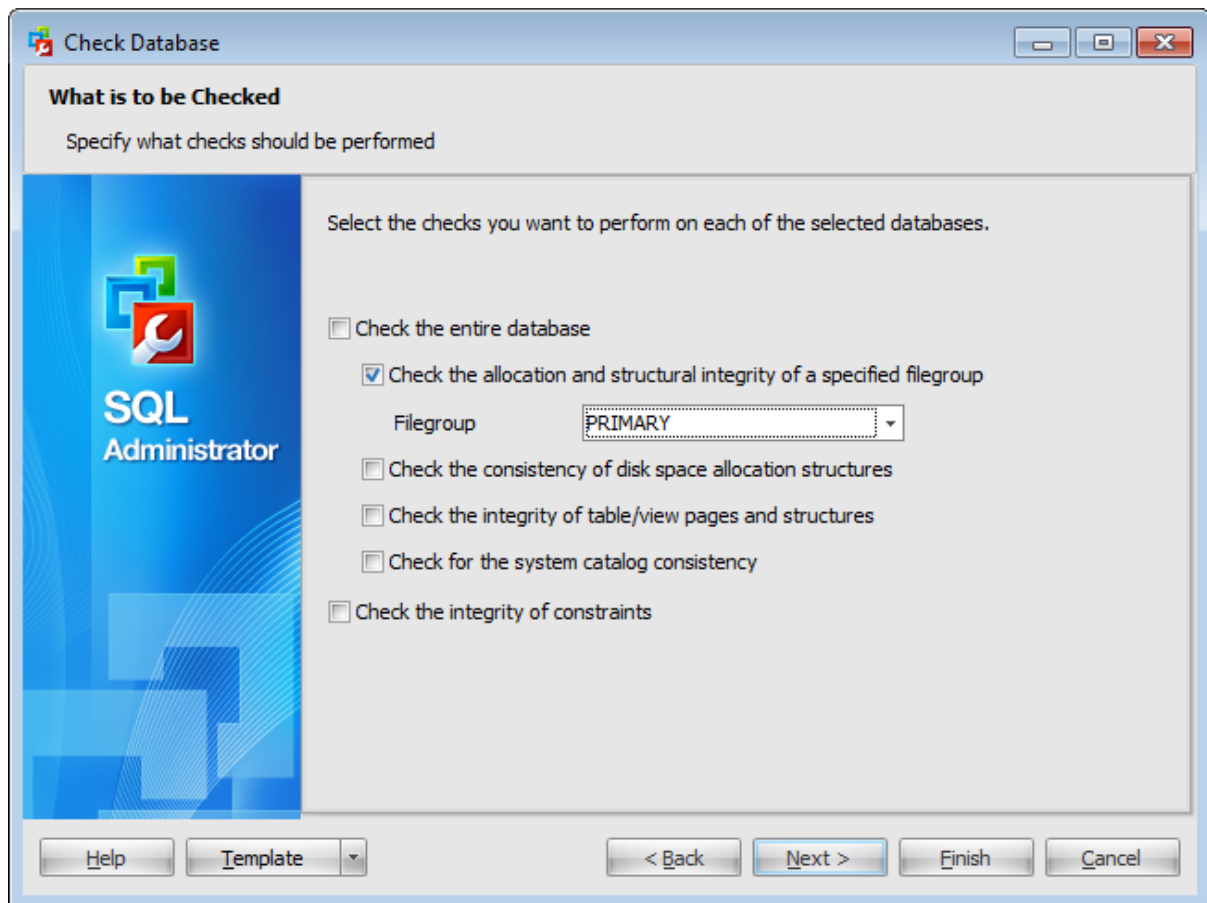 Check Database
What is to be Checked
Specify what checks should be performed
Select the checks you want to perform on each of the selected databases.
Check the entire database
Check the allocation and structural integrity of a specified filegroup
SQL
Administrator
Filegroup PRIMARY
Check the consistency of disk space allocation structures
Check the integrity of table/view pages and structures
Check for the system catalog consistency
Check the integrity of constraints
Help Template < Back Next > Finish Cancel